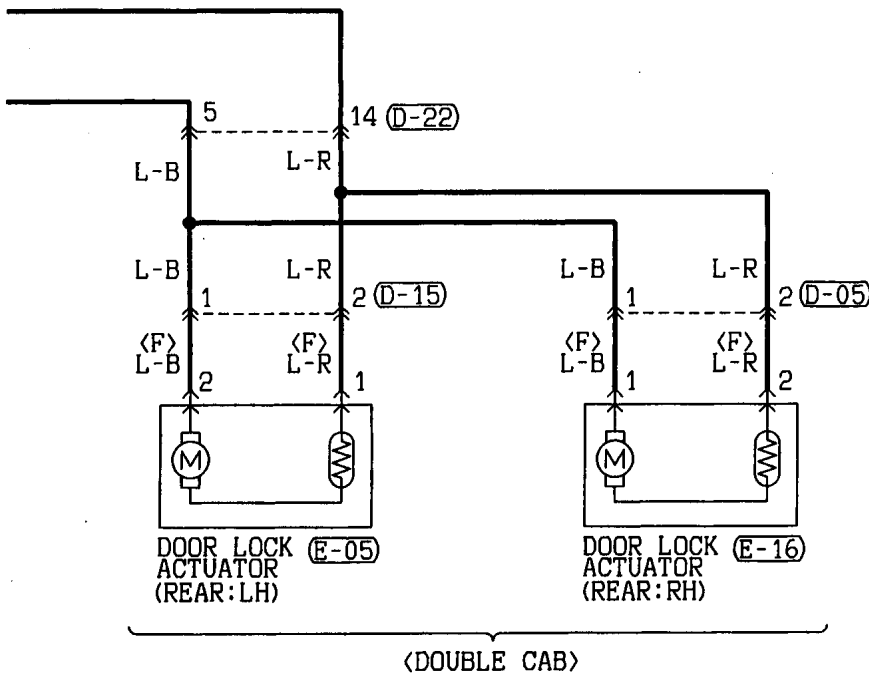 5 14 D-22
L-B L-R
L-B L-R L-B L-R
1 2 D-15 1 2 D-05
〈F〉 〈F〉 〈F〉 〈F〉
L-B L-R L-B L-R
2 1 1 2
M M
DOOR LOCK E-05 DOOR LOCK E-16
ACTUATOR ACTUATOR
(REAR:LH) (REAR:RH)
〈DOUBLE CAB〉